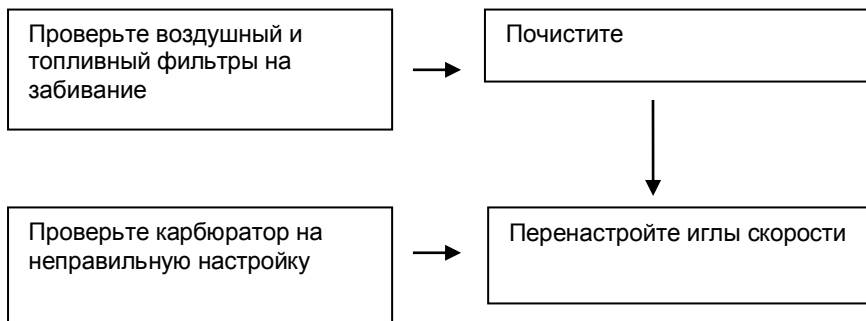 Проверьте воздушный и
топливный фильтры на
забивание
Почистите
Проверьте карбюратор на
неправильную настройку
Перенастройте иглы скорости